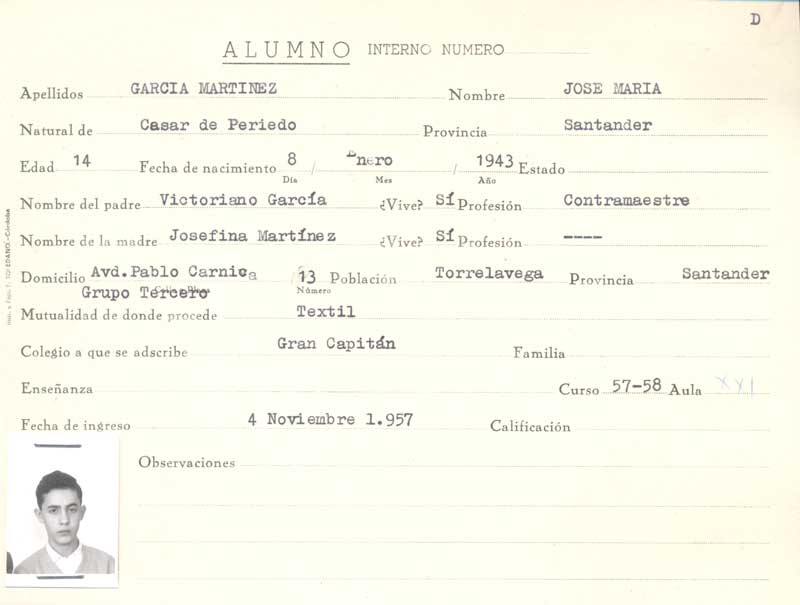 D
ALUMNO INTERNO NUMERO
Apellidos GARCIA MARTINEZ Nombre JOSE MARIA
Natural de Casar de Periedo Provincia Santander
Edad 14 Fecha de nacimiento 8 / Enero / 1943 Estado
Día Mes Año
Nombre del padre Victoriano García ¿Vive? Sí Profesión Contramaestre
Nombre de la madre Josefina Martínez ¿Vive? Sí Profesión ----
Domicilio Avd.Pablo Carnica 13 Población Torrelavega Provincia Santander
Grupo Tercero Número
Mutualidad de donde procede Textil
Colegio a que se adscribe Gran Capitán Familia
Enseñanza Curso 57-58 Aula XXI
Fecha de ingreso 4 Noviembre 1.957 Calificación
Observaciones